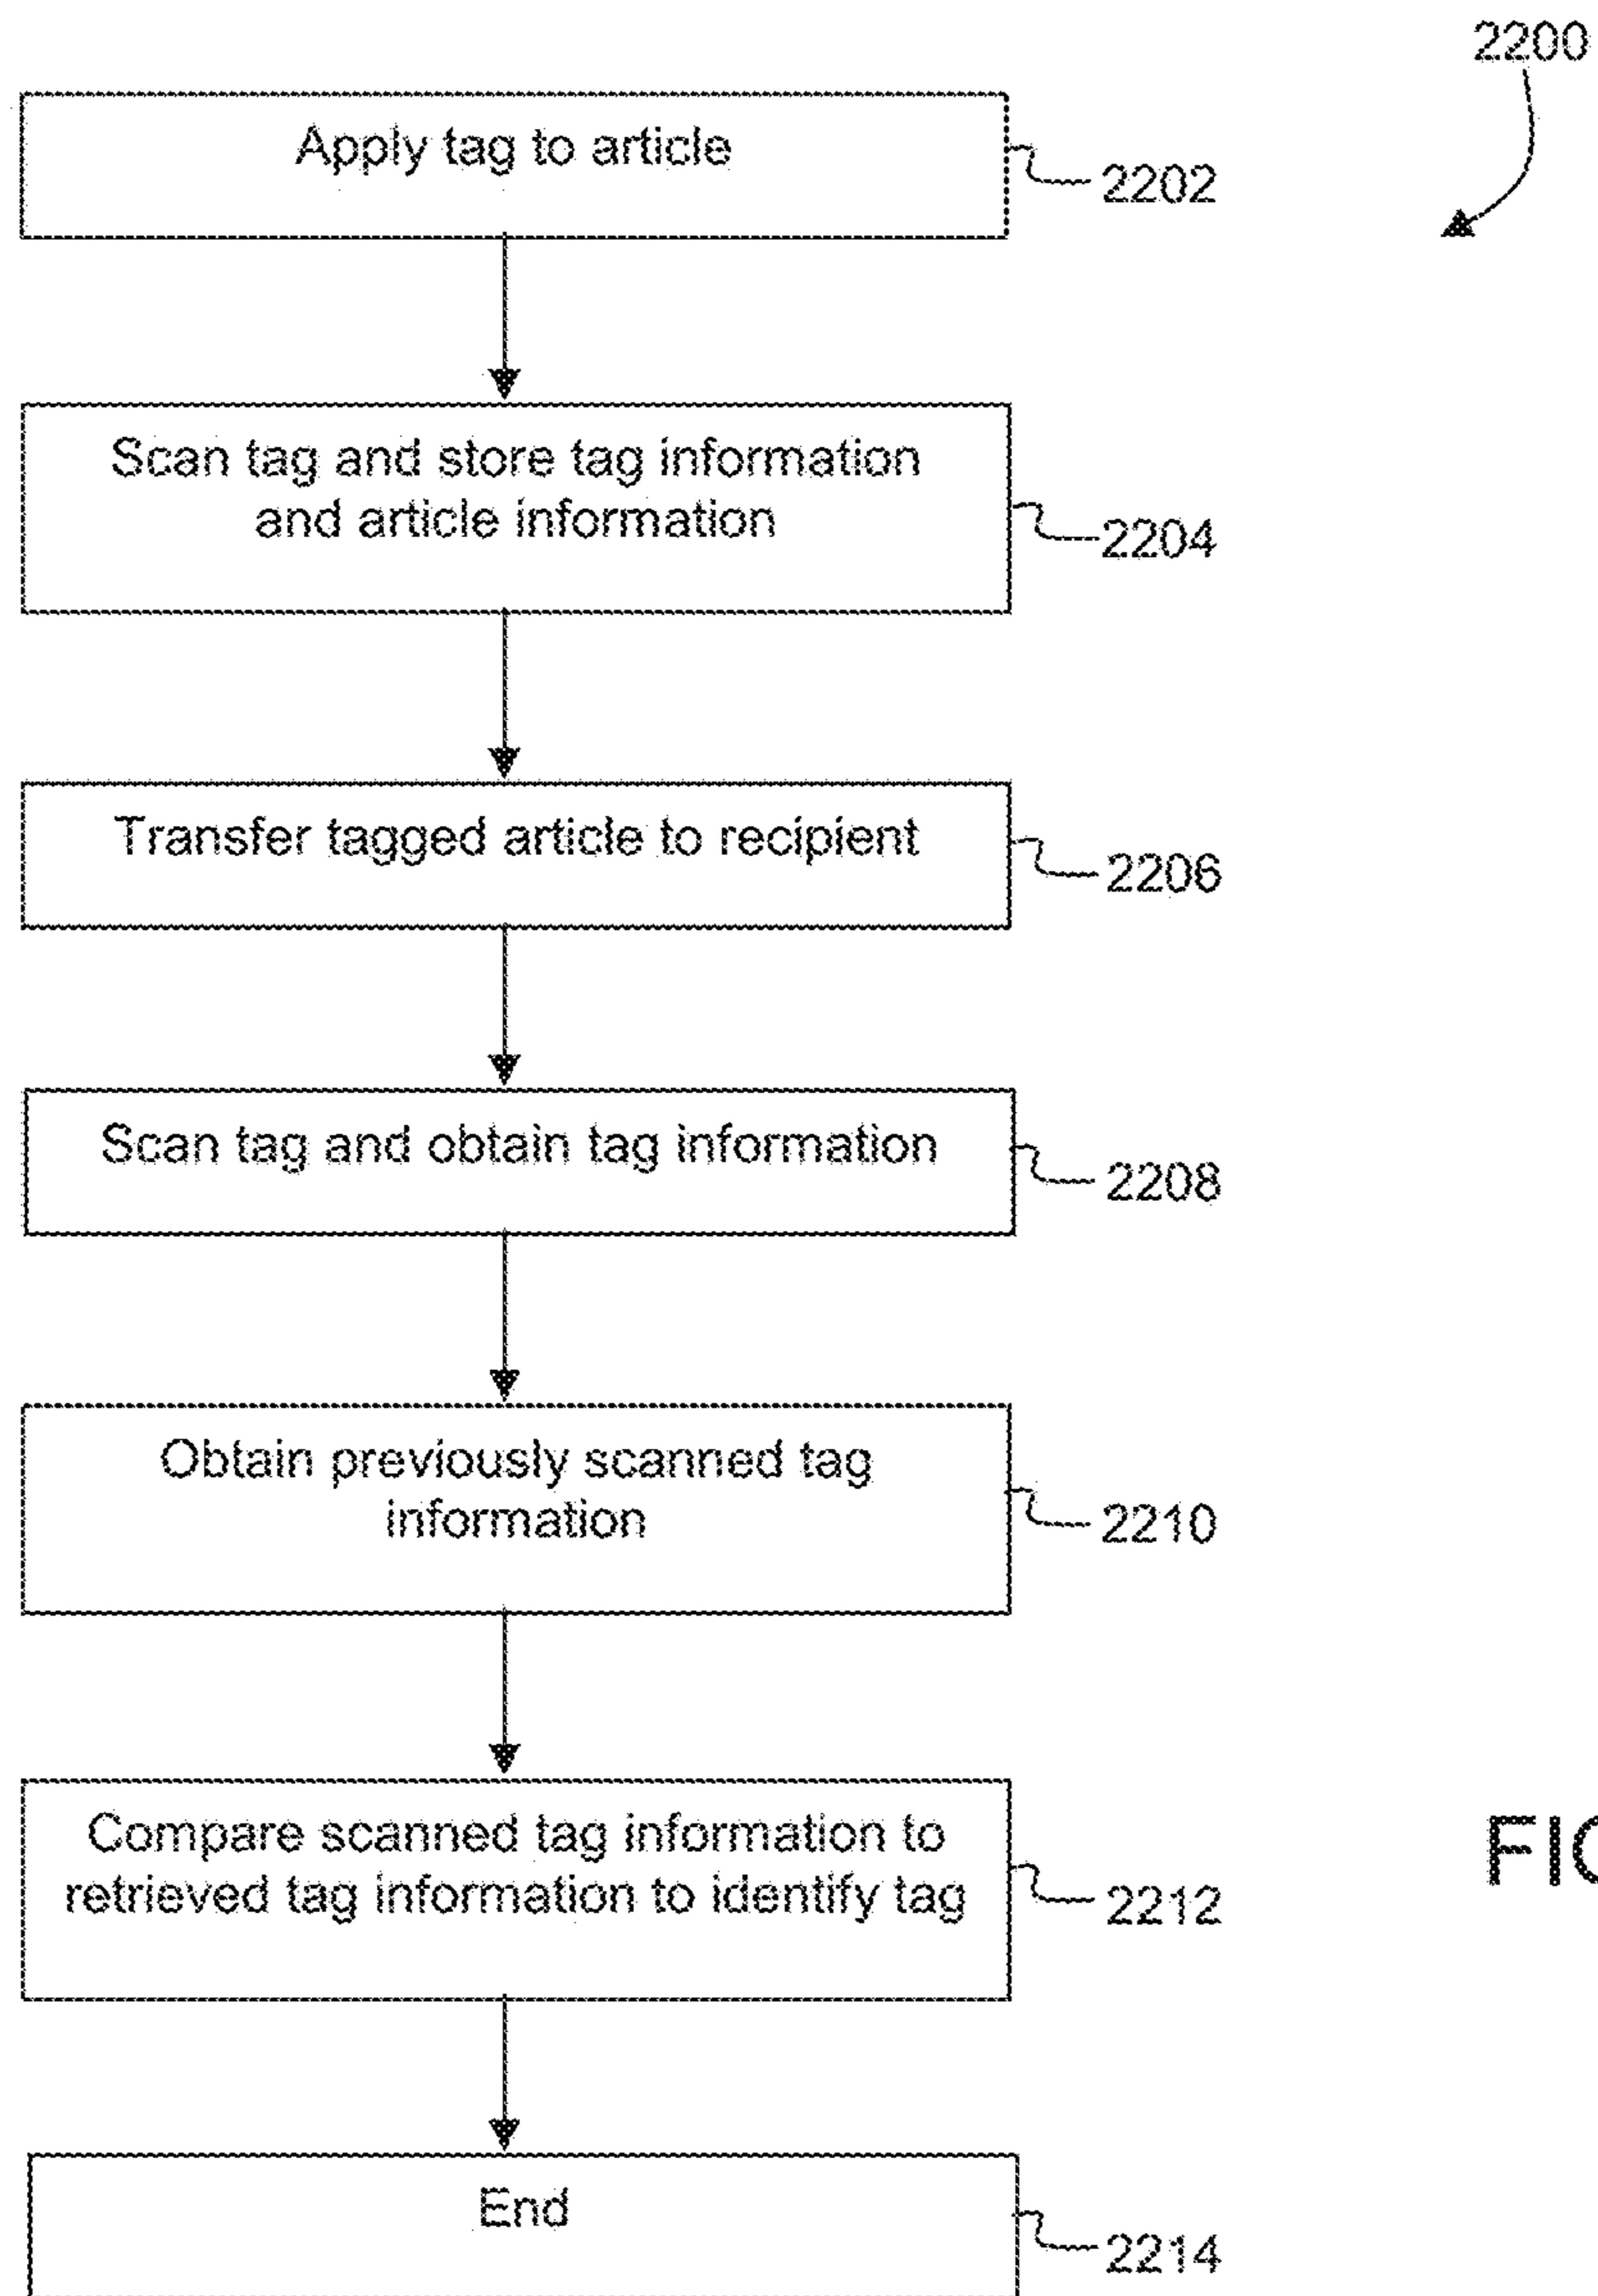 2200
Apply tag to article
2202
Scan tag and store tag information
and article information
2204
Transfer tagged article to recipient
2206
Scan tag and obtain tag information
2208
Obtain previously scanned tag
information
2210
Compare scanned tag information to
retrieved tag information to identify tag
2212
End
2214